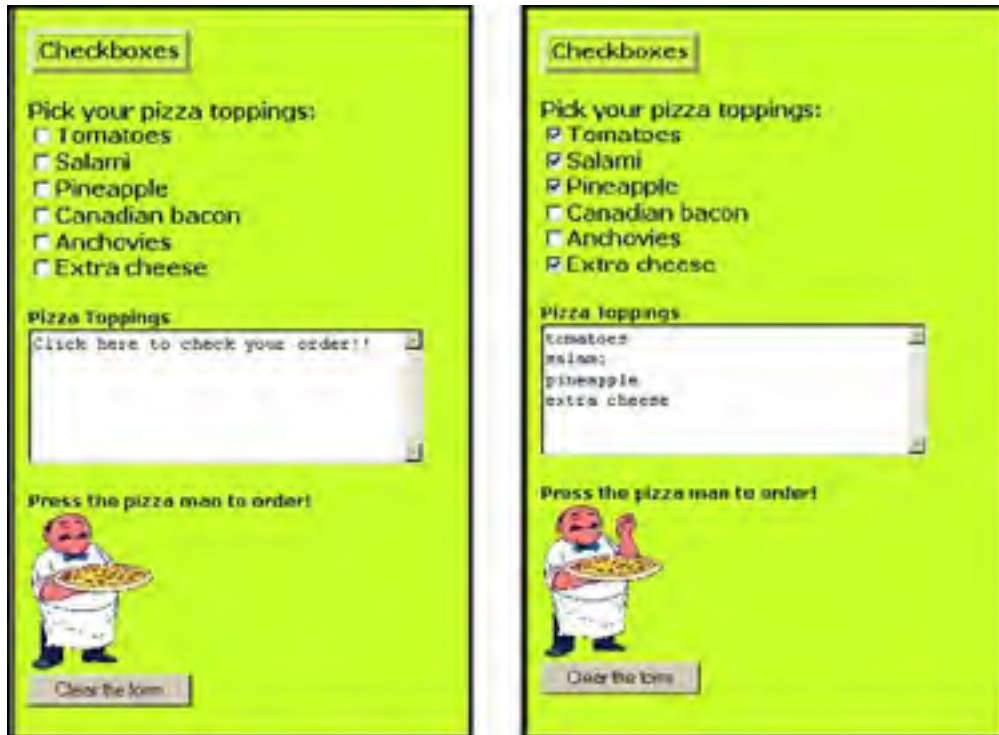 Checkboxes
Pick your pizza toppings:
Tomatoes
Salami
Pineapple
Canadian bacon
Anchovies
Extra cheese
Pizza Toppings
Click here to check your order!!
Press the pizza man to order!
Clear the form
Checkboxes
Pick your pizza toppings:
Tomatoes
Salami
Pineapple
Canadian bacon
Anchovies
Extra cheese
Pizza Toppings
tomatoes
salami
pineapple
extra cheese
Press the pizza man to order!
Clear the form